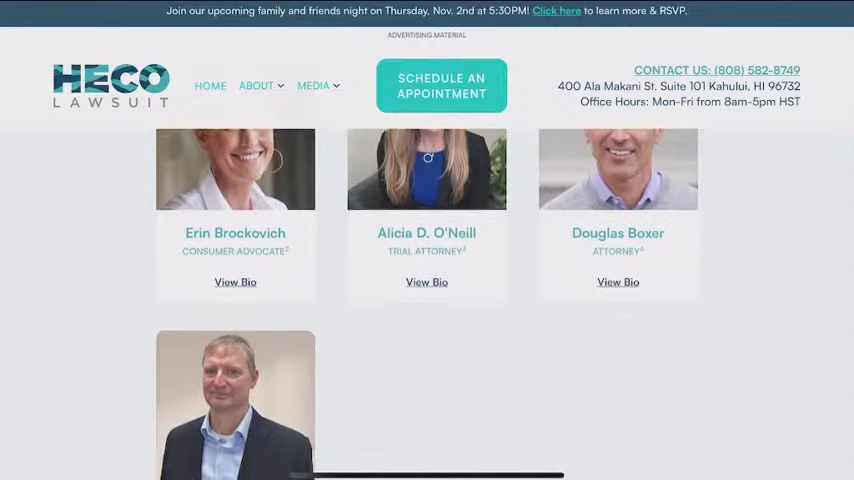 Join our upcoming family and friends night on Thursday, Nov. 2nd at 5:30PM! Click here to learn more & RSVP.
ADVERTISING MATERIAL
HECO
LAWSUIT
HOME
ABOUT
MEDIA
SCHEDULE AN
APPOINTMENT
CONTACT US: (808) 582-8749
400 Ala Makani St. Suite 101 Kahului, HI 96732
Office Hours: Mon-Fri from 8am-5pm HST
Erin Brockovich
CONSUMER ADVOCATE²
View Bio
Alicia D. O'Neill
TRIAL ATTORNEY³
View Bio
Douglas Boxer
ATTORNEY⁴
View Bio